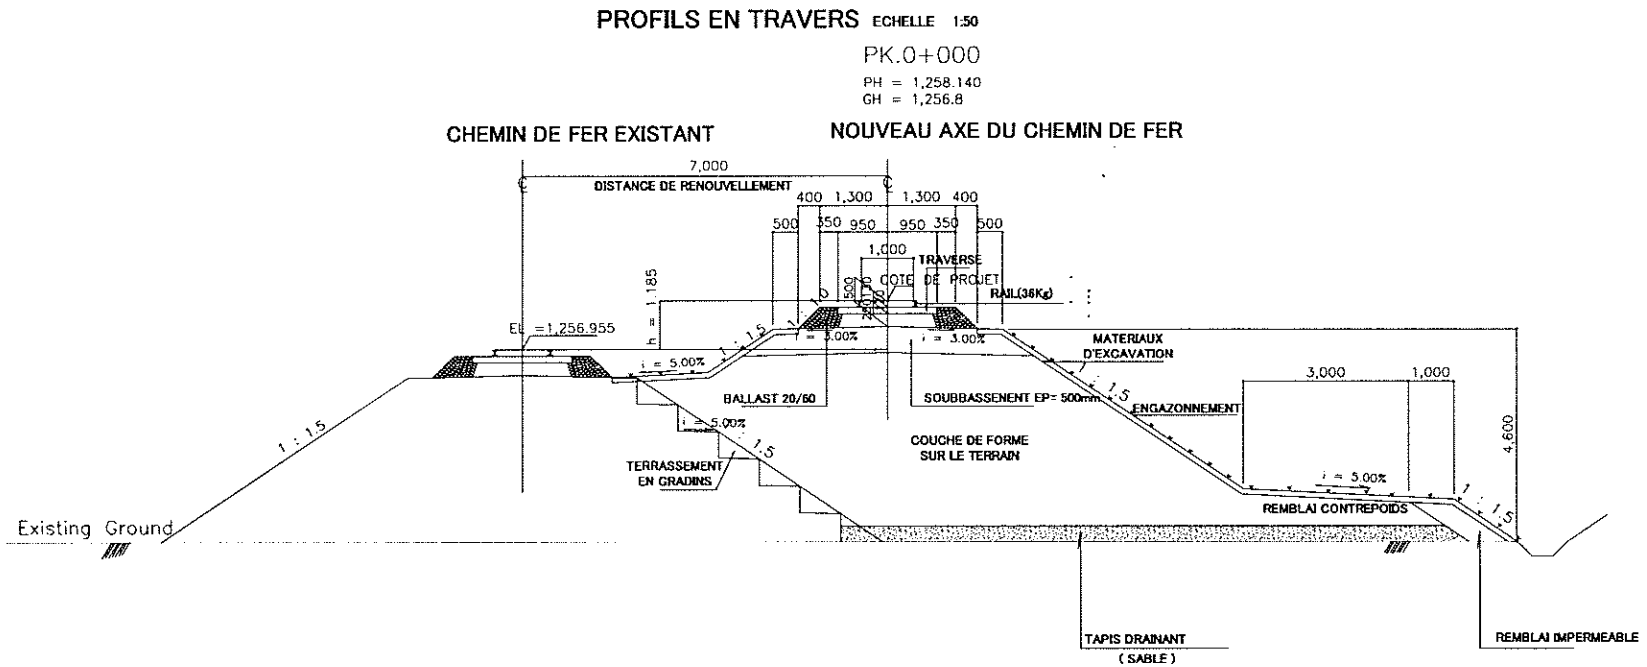 PROFILS EN TRAVERS ECHELLE 1:50
PK.0+000
PH = 1,258.140
GH = 1,256.8
CHEMIN DE FER EXISTANT
NOUVEAU AXE DU CHEMIN DE FER
7,000
DISTANCE DE RENOUVELLEMENT
400 1,300 1,300 400
500 350 950 950 350 500
1,000
TRAVERSE
COTE DE PROJET
500
RAIL(36Kg)
h = 1.185
EL =1,256.955
1 : 1.5
i = 3.00%
i = 3.00%
i = 5.00%
MATERIAUX
D'EXCAVATION
3,000 1,000
BALLAST 20/60
SOUBBASSENENT EP= 500mm
1 : 1.5
ENGAZONNEMENT
4,600
1 : 1.5
i = 5.00%
1 : 1.5
COUCHE DE FORME
SUR LE TERRAIN
TERRASSEMENT
EN GRADINS
i = 5.00%
REMBLAI CONTREPOIDS
1 : 1.5
Existing Ground
TAPIS DRAINANT
( SABLE )
REMBLAI IMPERMEABLE